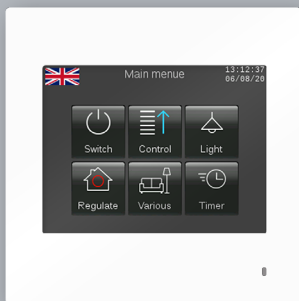 Main menue
13:12:37
06/08/20
Switch
Control
Light
Regulate
Various
Timer